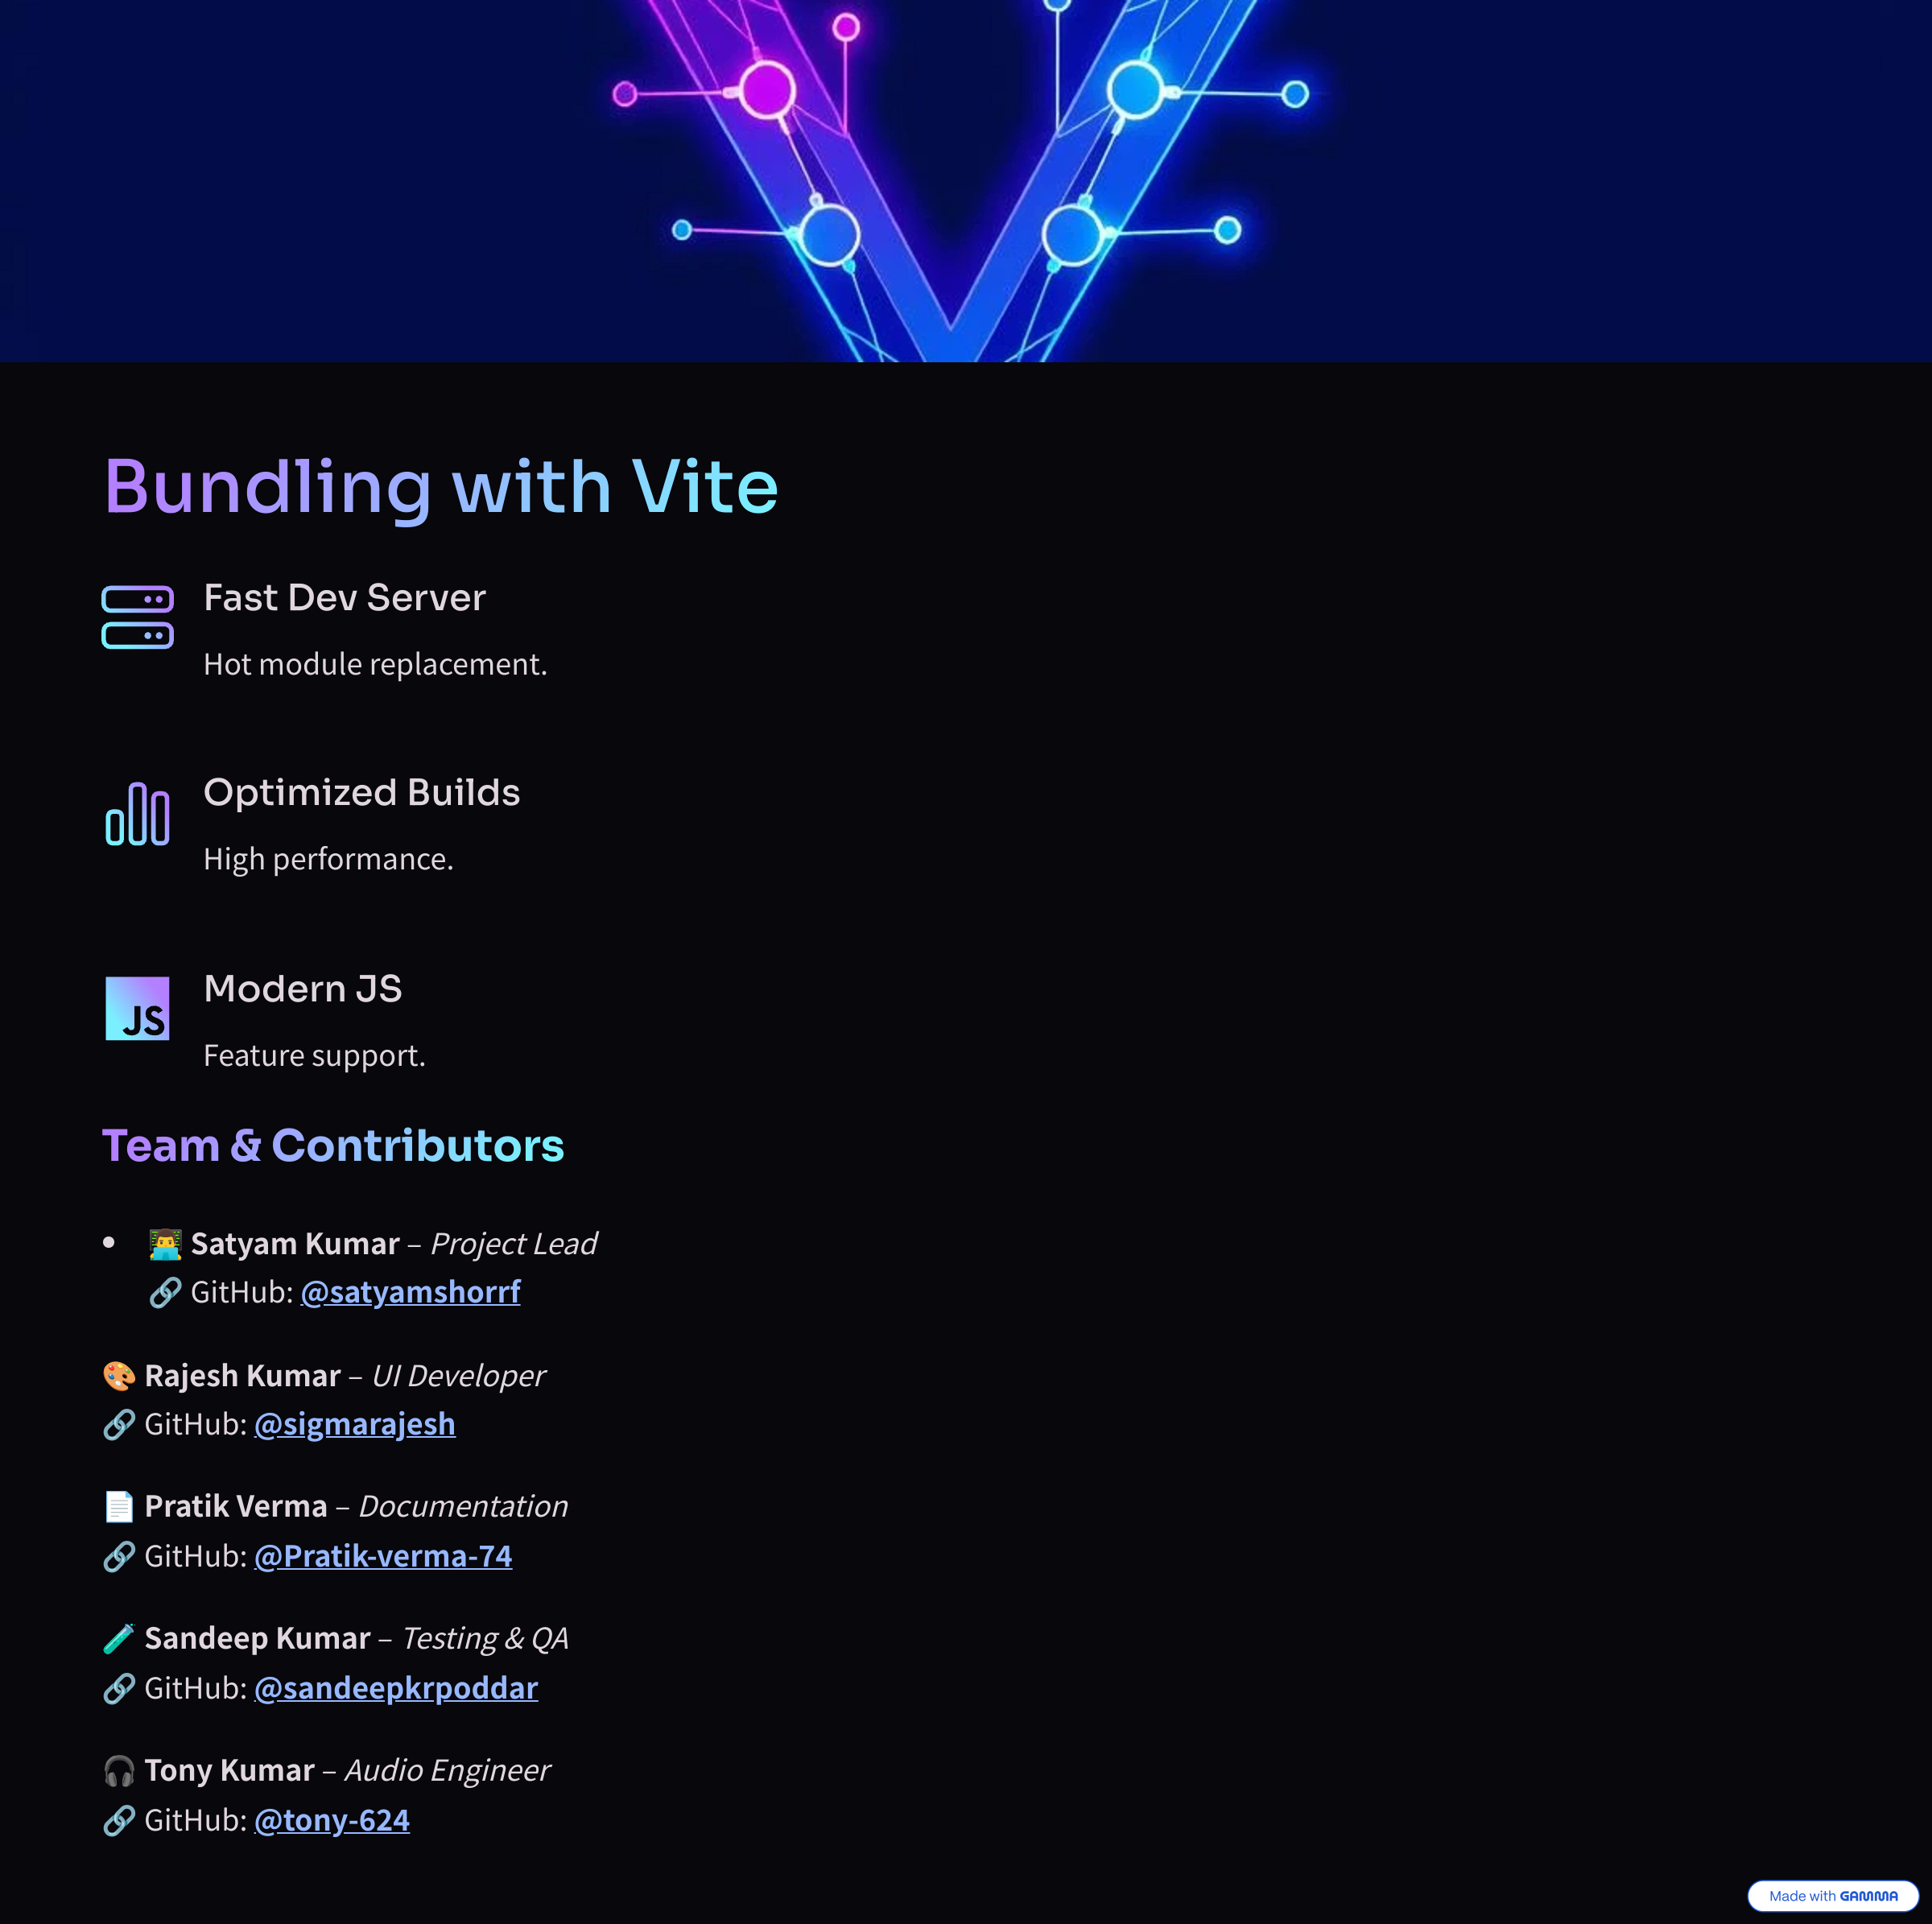 Bundling with Vite
Fast Dev Server
Hot module replacement.
Optimized Builds
High performance.
JS
Modern JS
Feature support.
Team & Contributors
• 👨‍💻 Satyam Kumar – Project Lead
🔗 GitHub: @satyamshorrf
🎨 Rajesh Kumar – UI Developer
🔗 GitHub: @sigmarajesh
📄 Pratik Verma – Documentation
🔗 GitHub: @Pratik-verma-74
🧪 Sandeep Kumar – Testing & QA
🔗 GitHub: @sandeepkrpoddar
🎧 Tony Kumar – Audio Engineer
🔗 GitHub: @tony-624
Made with GAMMA